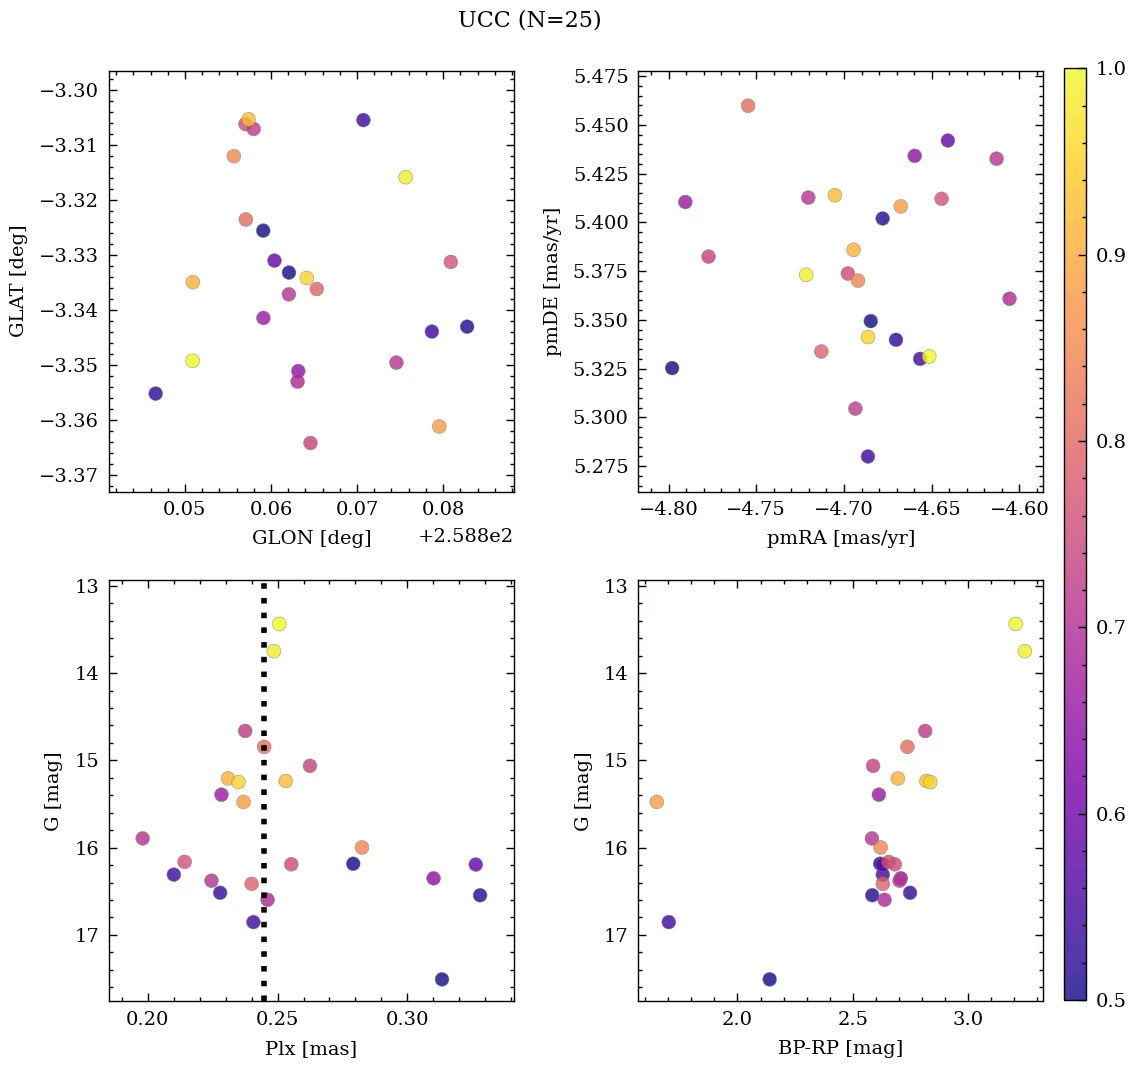 UCC (N=25)
−3.30
−3.31
−3.32
−3.33
−3.34
−3.35
−3.36
−3.37
GLAT [deg]
0.05 0.06 0.07 0.08
GLON [deg] +2.588e2
5.475
5.450
5.425
5.400
5.375
5.350
5.325
5.300
5.275
pmDE [mas/yr]
−4.80 −4.75 −4.70 −4.65 −4.60
pmRA [mas/yr]
13
14
15
16
17
G [mag]
0.20 0.25 0.30
Plx [mas]
13
14
15
16
17
G [mag]
2.0 2.5 3.0
BP-RP [mag]
1.0
0.9
0.8
0.7
0.6
0.5